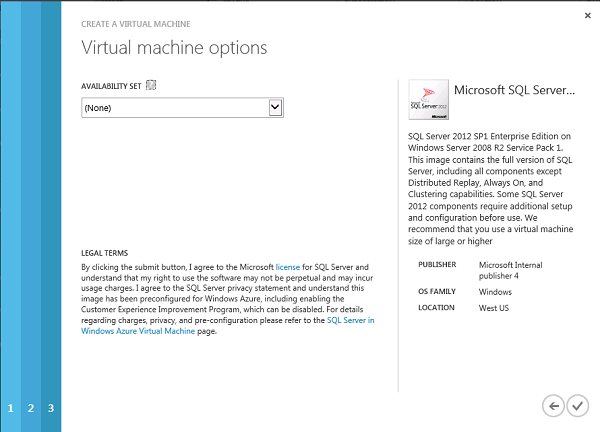 CREATE A VIRTUAL MACHINE
Virtual machine options
AVAILABILITY SET
(None)
LEGAL TERMS
By clicking the submit button, I agree to the Microsoft license for SQL Server and
understand that my right to use the software may not be perpetual and may incur
usage charges. I agree to the SQL Server privacy statement and understand this
image has been preconfigured for Windows Azure, including enabling the
Customer Experience Improvement Program, which can be disabled. For details
regarding charges, privacy, and pre-configuration please refer to the SQL Server in
Windows Azure Virtual Machine page.
SQL Server 2012
Microsoft
Microsoft SQL Server...
SQL Server 2012 SP1 Enterprise Edition on
Windows Server 2008 R2 Service Pack 1.
This image contains the full version of SQL
Server, including all components except
Distributed Replay, Always On, and
Clustering capabilities. Some SQL Server
2012 components require additional setup
and configuration before use. We
recommend that you use a virtual machine
size of large or higher
PUBLISHER Microsoft Internal
publisher 4
OS FAMILY Windows
LOCATION West US
1 2 3